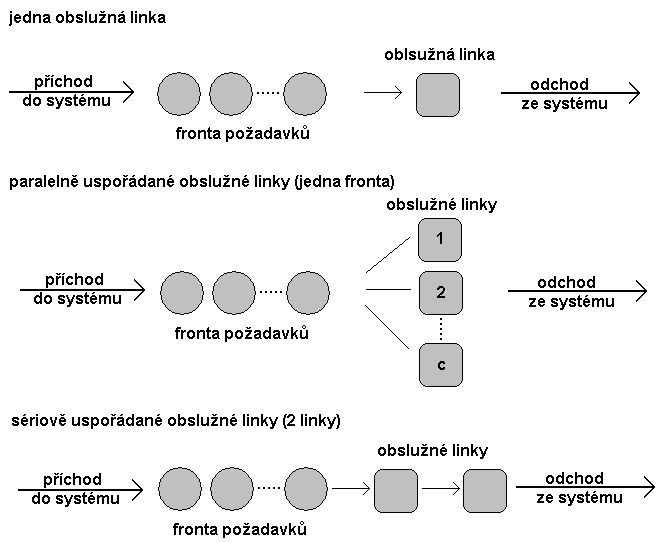 jedna obslužná linka
oblsužná linka
příchod
do systému
odchod
ze systému
fronta požadavků
paralelně uspořádané obslužné linky (jedna fronta)
obslužné linky
1
příchod
do systému
2
odchod
ze systému
fronta požadavků
c
sériově uspořádané obslužné linky (2 linky)
obslužné linky
příchod
do systému
odchod
ze systému
fronta požadavků